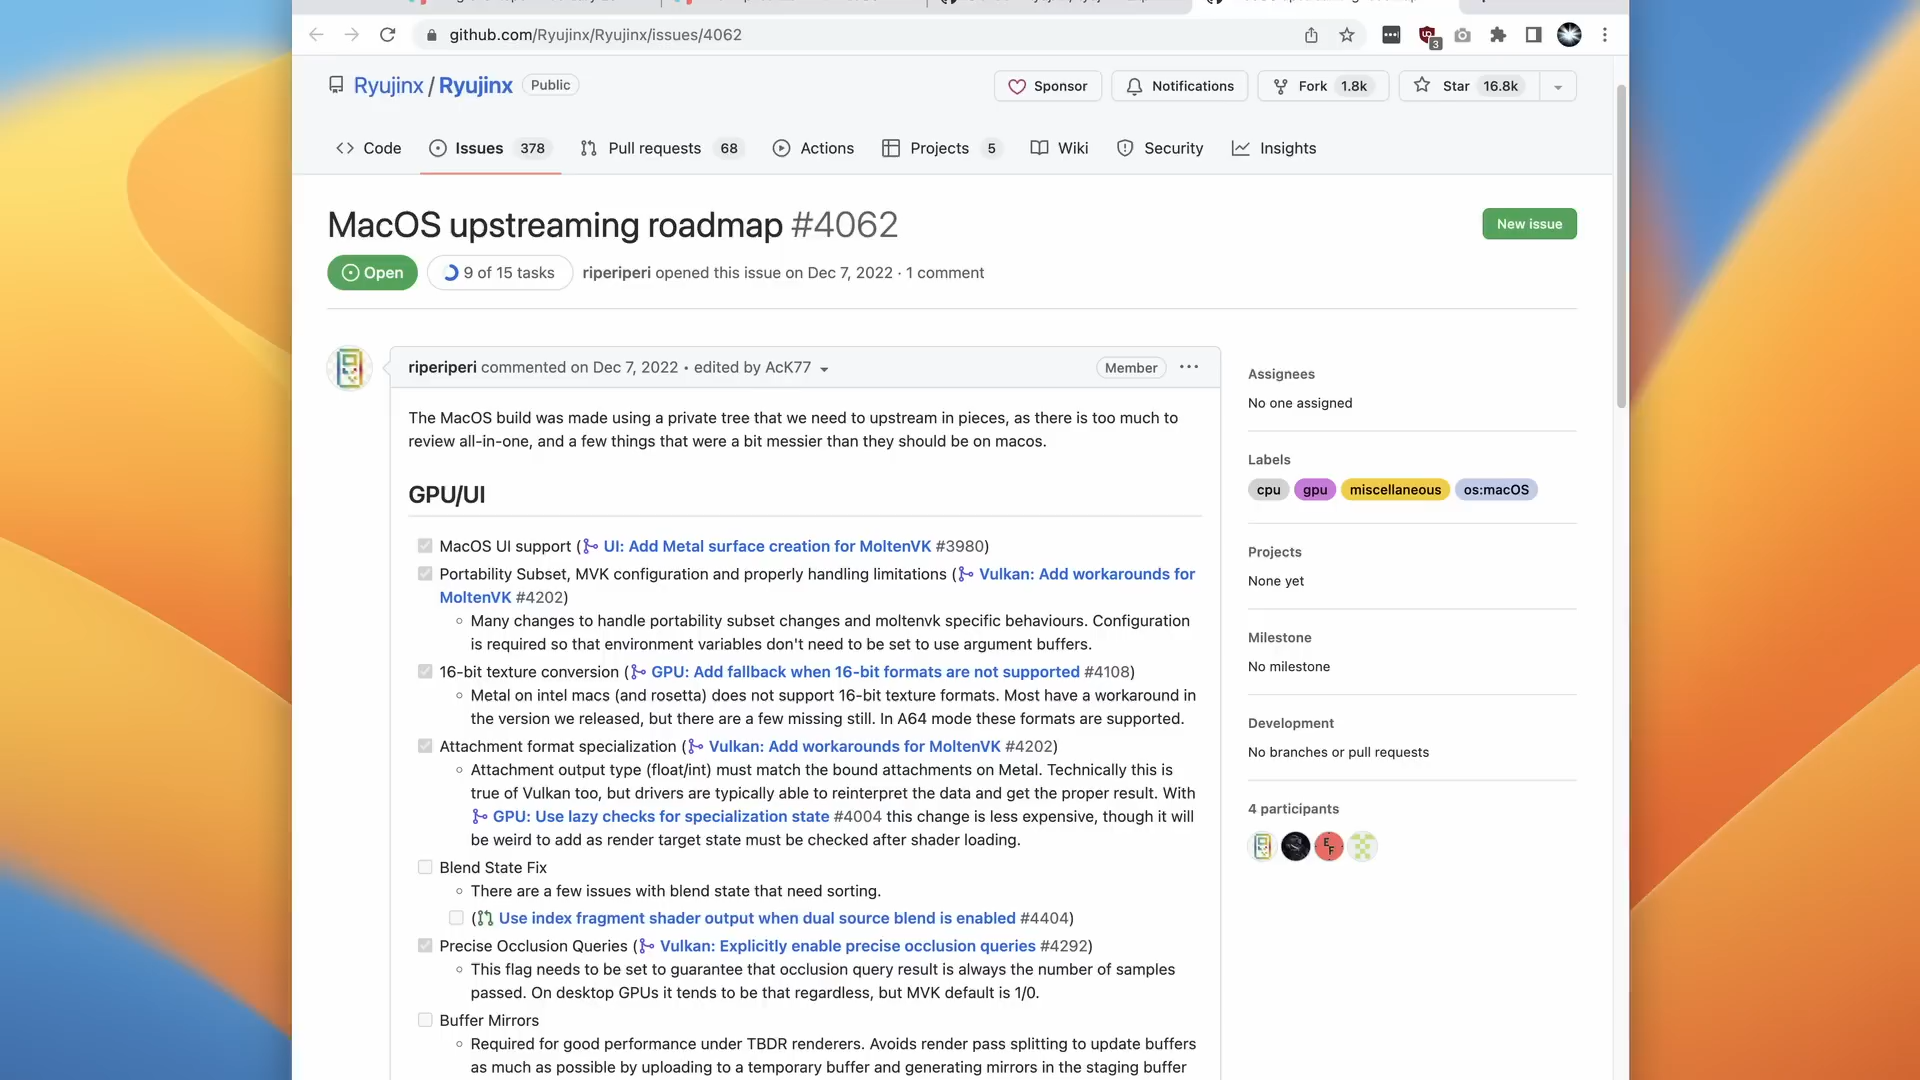 github.com/Ryujinx/Ryujinx/issues/4062
3
Ryujinx / Ryujinx Public
Sponsor
Notifications
Fork 1.8k
Star 16.8k
Code
Issues 378
Pull requests 68
Actions
Projects 5
Wiki
Security
Insights
MacOS upstreaming roadmap #4062
New issue
Open
9 of 15 tasks
riperiperi opened this issue on Dec 7, 2022 · 1 comment
riperiperi commented on Dec 7, 2022 • edited by AcK77
Member
The MacOS build was made using a private tree that we need to upstream in pieces, as there is too much to
review all-in-one, and a few things that were a bit messier than they should be on macos.
GPU/UI
MacOS UI support ( UI: Add Metal surface creation for MoltenVK #3980)
Portability Subset, MVK configuration and properly handling limitations ( Vulkan: Add workarounds for
MoltenVK #4202)
Many changes to handle portability subset changes and moltenvk specific behaviours. Configuration
is required so that environment variables don't need to be set to use argument buffers.
16-bit texture conversion ( GPU: Add fallback when 16-bit formats are not supported #4108)
Metal on intel macs (and rosetta) does not support 16-bit texture formats. Most have a workaround in
the version we released, but there are a few missing still. In A64 mode these formats are supported.
Attachment format specialization ( Vulkan: Add workarounds for MoltenVK #4202)
Attachment output type (float/int) must match the bound attachments on Metal. Technically this is
true of Vulkan too, but drivers are typically able to reinterpret the data and get the proper result. With
GPU: Use lazy checks for specialization state #4004 this change is less expensive, though it will
be weird to add as render target state must be checked after shader loading.
Blend State Fix
There are a few issues with blend state that need sorting.
( Use index fragment shader output when dual source blend is enabled #4404)
Precise Occlusion Queries ( Vulkan: Explicitly enable precise occlusion queries #4292)
This flag needs to be set to guarantee that occlusion query result is always the number of samples
passed. On desktop GPUs it tends to be that regardless, but MVK default is 1/0.
Buffer Mirrors
Required for good performance under TBDR renderers. Avoids render pass splitting to update buffers
as much as possible by uploading to a temporary buffer and generating mirrors in the staging buffer
Assignees
No one assigned
Labels
cpu gpu miscellaneous os:macOS
Projects
None yet
Milestone
No milestone
Development
No branches or pull requests
4 participants